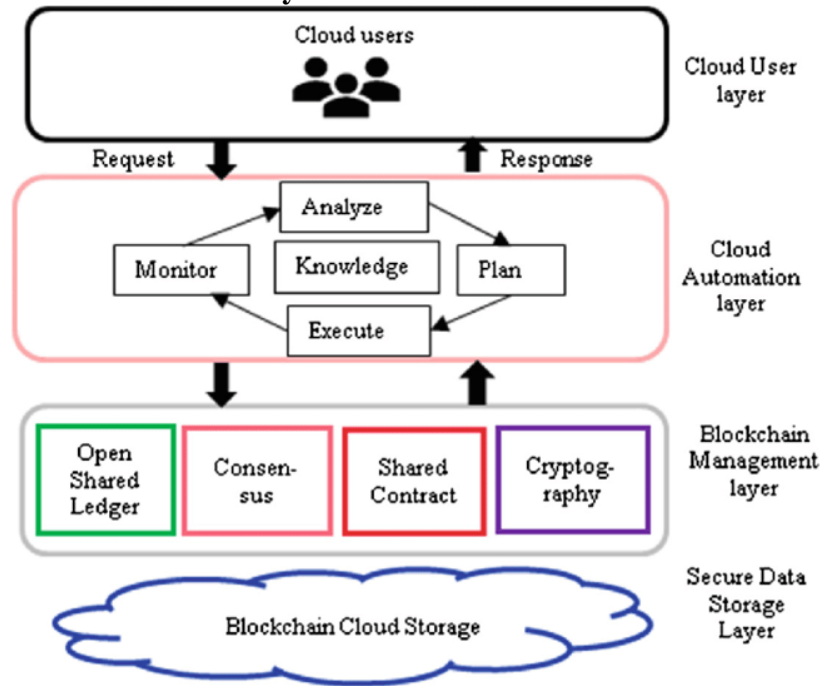 Cloud users
Cloud User
layer
Request
Response
Analyze
Monitor
Knowledge
Plan
Execute
Cloud
Automation
layer
Open
Shared
Ledger
Consen-
sus
Shared
Contract
Cryptog-
raphy
Blockchain
Management
layer
Blockchain Cloud Storage
Secure Data
Storage
Layer